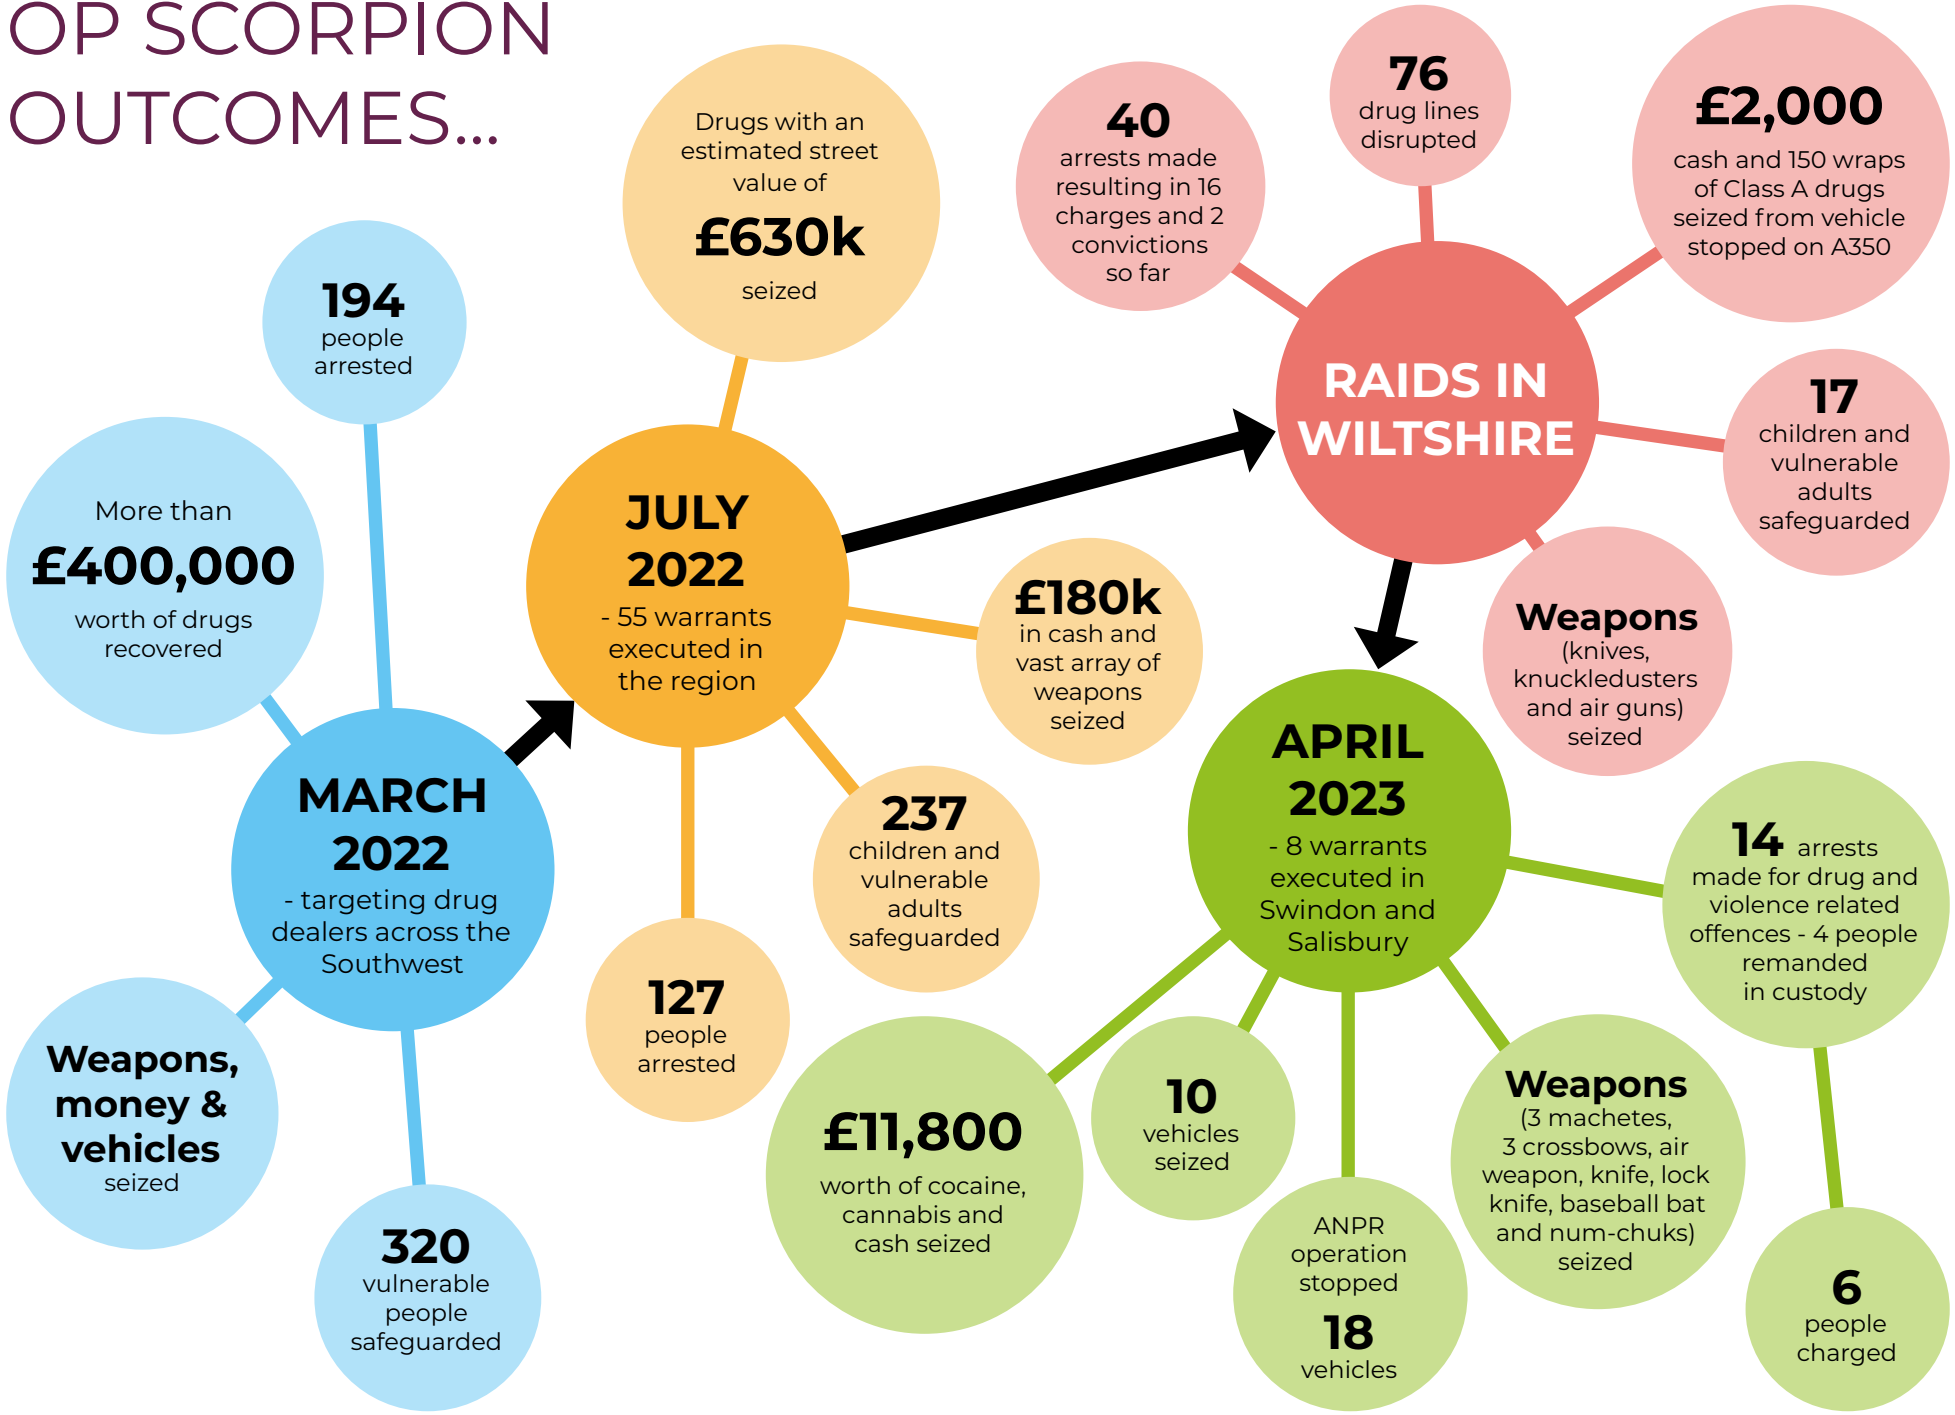 OP SCORPION
OUTCOMES...
194
people
arrested
More than
£400,000
worth of drugs
recovered
MARCH
2022
- targeting drug
dealers across the
Southwest
Weapons,
money &
vehicles
seized
320
vulnerable
people
safeguarded
Drugs with an
estimated street
value of
£630k
seized
JULY
2022
- 55 warrants
executed in
the region
£180k
in cash and
vast array of
weapons
seized
237
children and
vulnerable
adults
safeguarded
127
people
arrested
40
arrests made
resulting in 16
charges and 2
convictions
so far
76
drug lines
disrupted
£2,000
cash and 150 wraps
of Class A drugs
seized from vehicle
stopped on A350
RAIDS IN
WILTSHIRE
17
children and
vulnerable
adults
safeguarded
Weapons
(knives,
knuckledusters
and air guns)
seized
APRIL
2023
- 8 warrants
executed in
Swindon and
Salisbury
14 arrests
made for drug and
violence related
offences - 4 people
remanded
in custody
£11,800
worth of cocaine,
cannabis and
cash seized
10
vehicles
seized
ANPR
operation
stopped
18
vehicles
Weapons
(3 machetes,
3 crossbows, air
weapon, knife, lock
knife, baseball bat
and num-chuks)
seized
6
people
charged